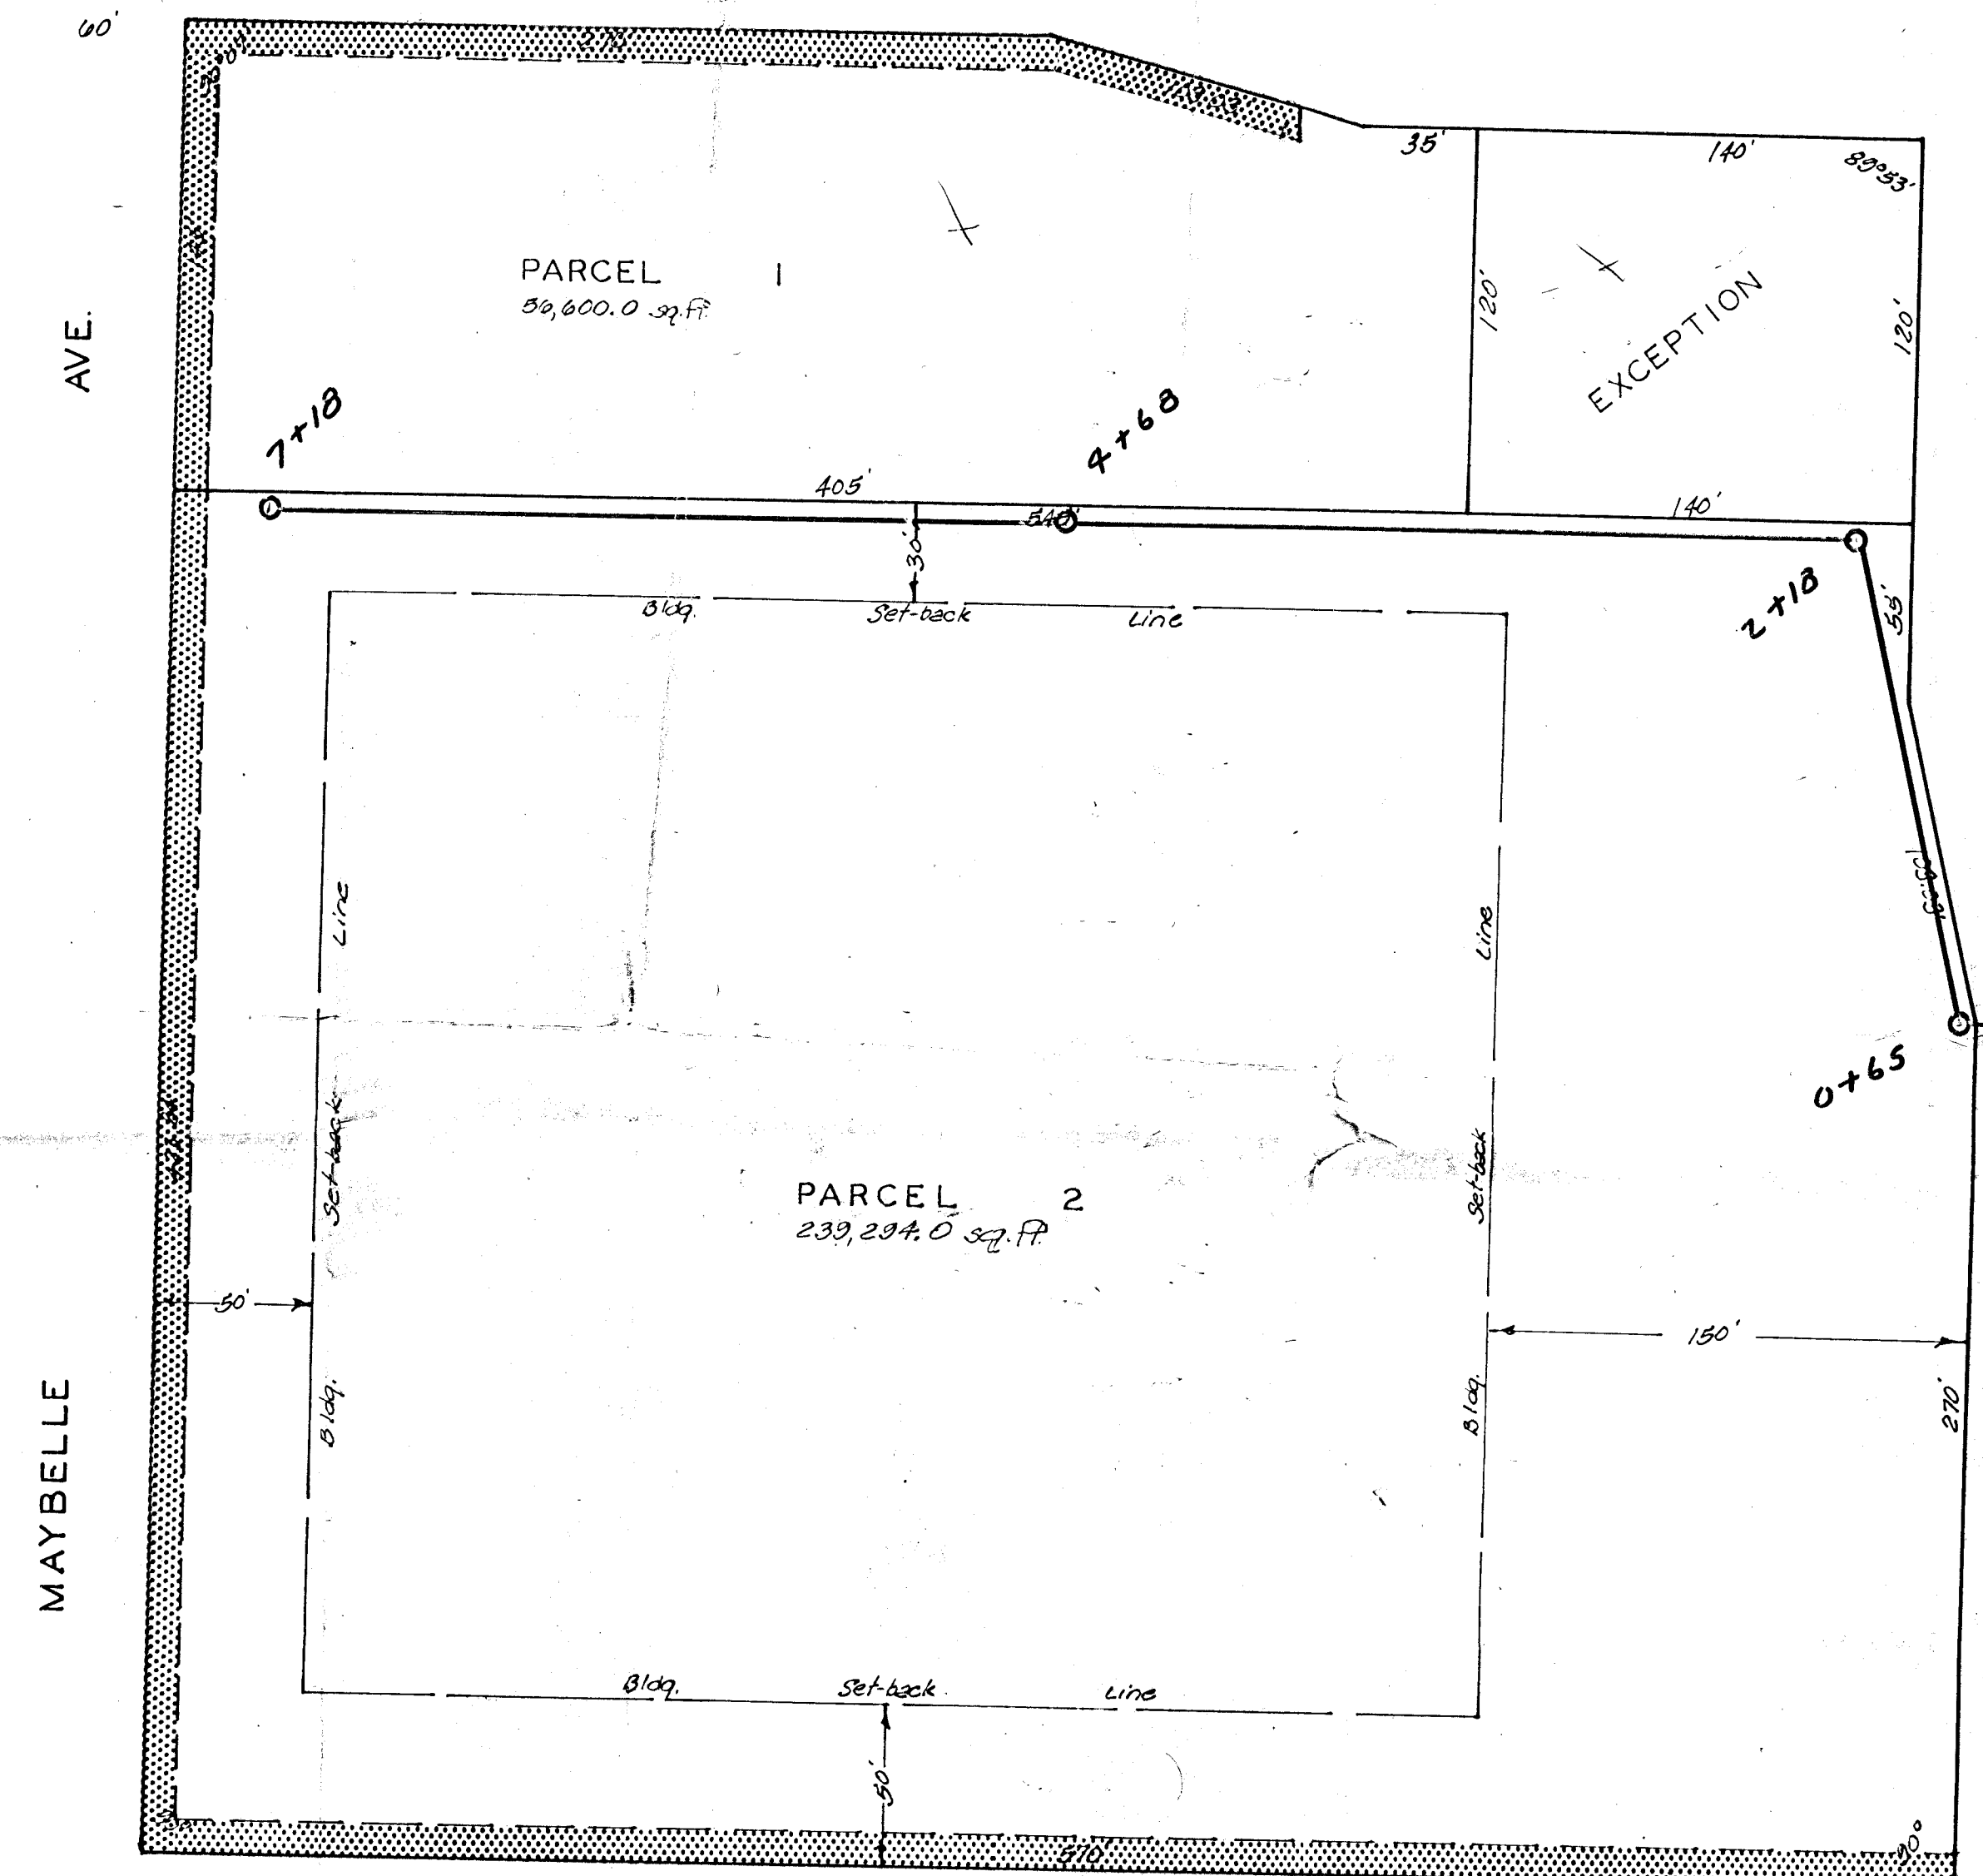 60'
270'
35'
140'
89°53'
PARCEL 1
56,600.0 sq.ft.
120'
EXCEPTION
120'
AVE.
7+18
4+68
405'
540'
140'
30'
2+18
55'
Bldg. Set-back Line
Line
Set-back
Bldg.
Line
Set-back
Bldg.
0+65
PARCEL 2
239,294.0 sq.ft.
50'
150'
270'
MAYBELLE
Bldg. Set-back Line
50'
570'
90°